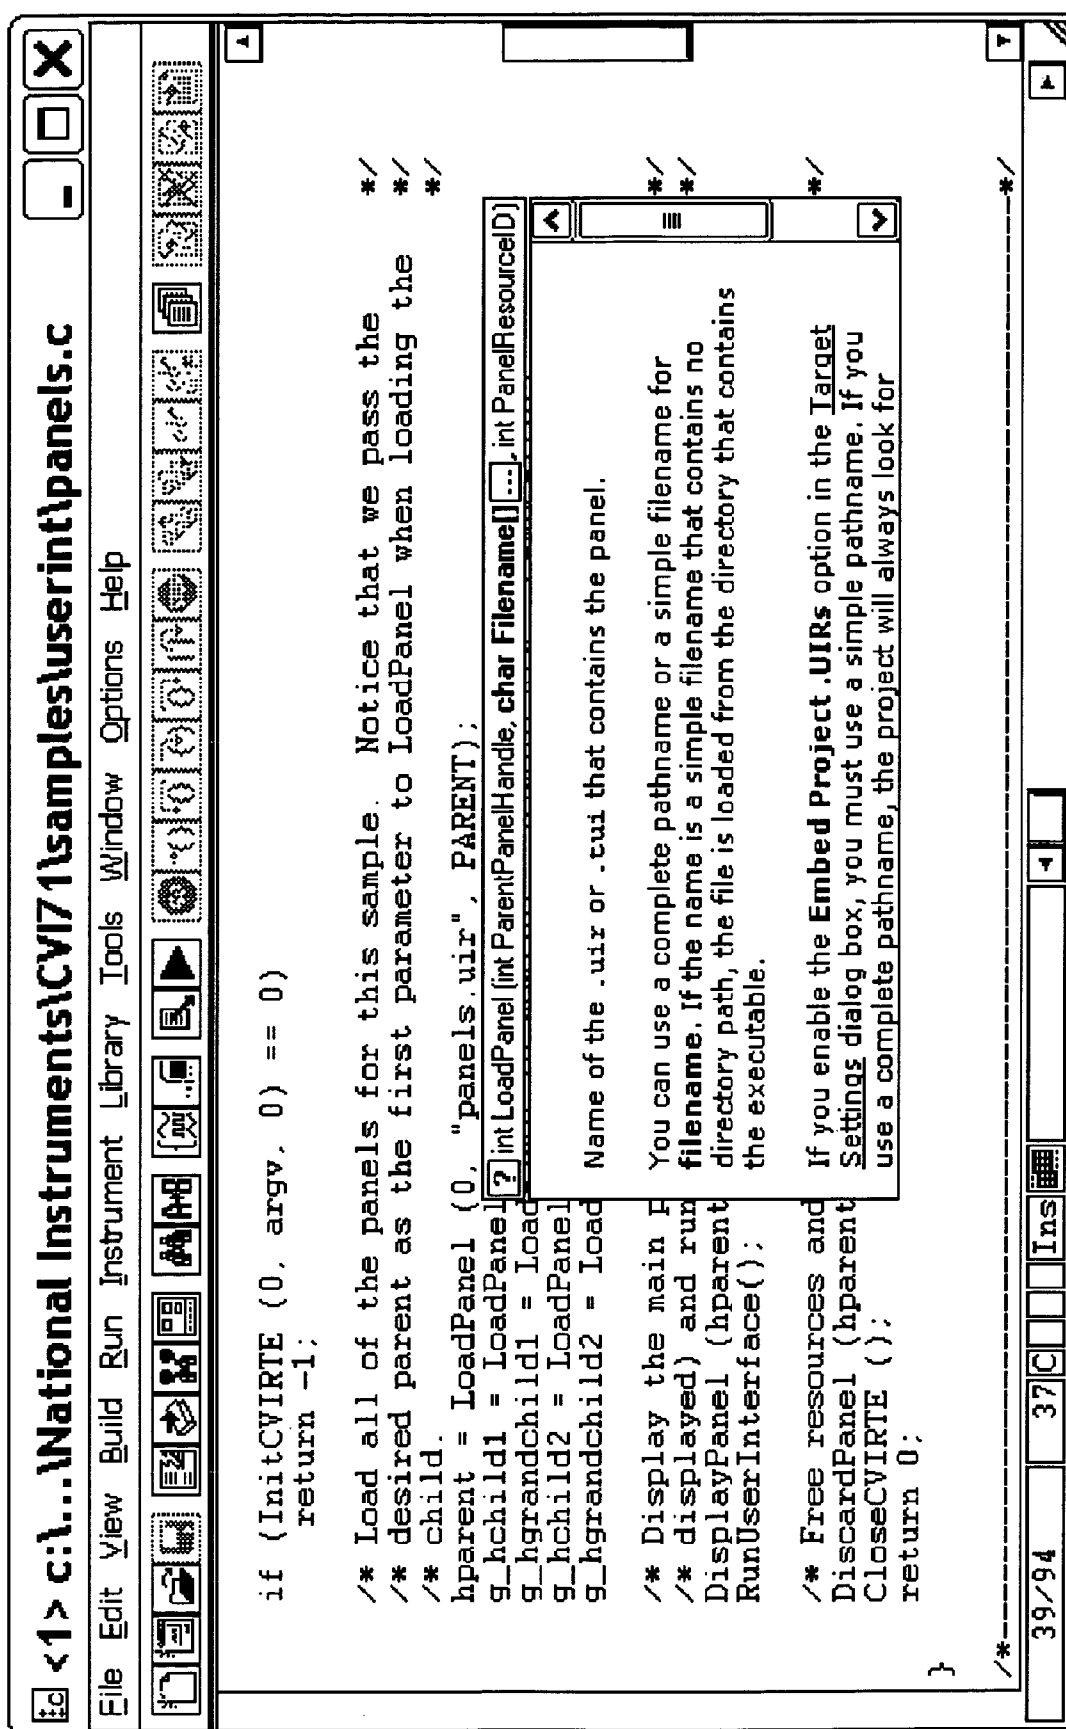 <1> c:\...\National Instruments\CVI71\samples\userint\panels.c
File Edit View Build Run Instrument Library Tools Window Options Help
if (InitCVIRTE (0, argv, 0) == 0)
return -1;
/* Load all of the panels for this sample. Notice that we pass the */
/* desired parent as the first parameter to LoadPanel when loading the */
/* child. */
hparent = LoadPanel (0, "panels.uir", PARENT);
g_hchild1 = LoadPanel
g_hgrandchild1 = Load
g_hchild2 = LoadPanel
g_hgrandchild2 = Load
? int LoadPanel (int ParentPanelHandle, char Filename[] ..., int PanelResourceID)
Name of the .uir or .tui that contains the panel.
You can use a complete pathname or a simple filename for
filename. If the name is a simple filename that contains no
directory path, the file is loaded from the directory that contains
the executable.
If you enable the Embed Project .UIRs option in the Target
Settings dialog box, you must use a simple pathname. If you
use a complete pathname, the project will always look for
/* Display the main p */
/* displayed) and run */
DisplayPanel (hparent
RunUserInterface();
/* Free resources and */
DiscardPanel (hparent
CloseCVIRTE ();
return 0;
}
/*-----------------------------------------------------------------------------*/
39/94 37 C Ins